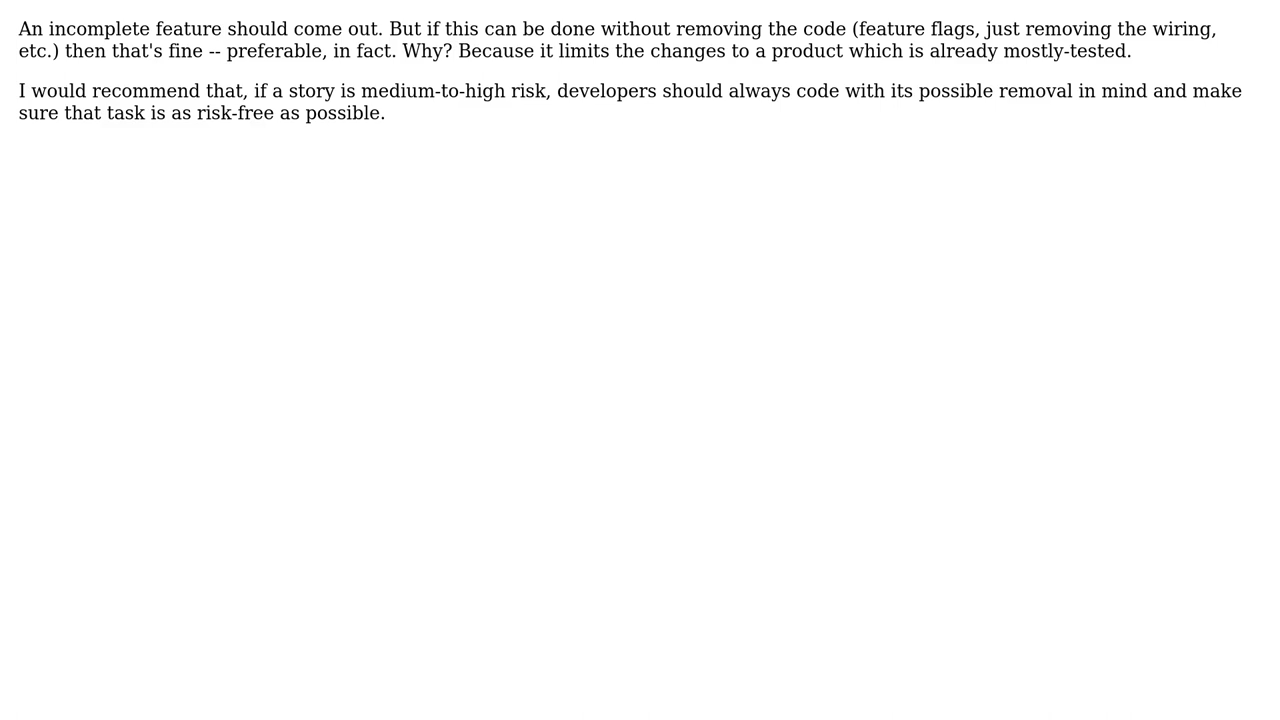 An incomplete feature should come out. But if this can be done without removing the code (feature flags, just removing the wiring,
etc.) then that's fine -- preferable, in fact. Why? Because it limits the changes to a product which is already mostly-tested.
I would recommend that, if a story is medium-to-high risk, developers should always code with its possible removal in mind and make
sure that task is as risk-free as possible.